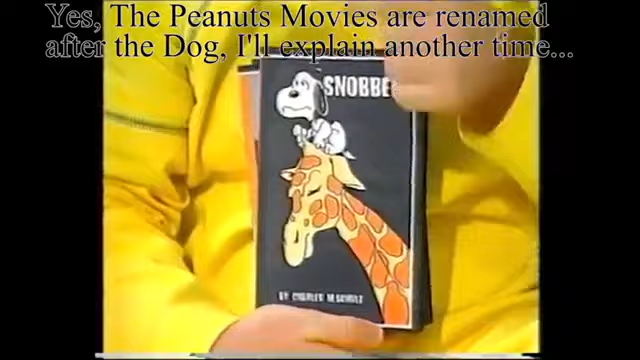 Yes, The Peanuts Movies are renamed
after the Dog, I'll explain another time...
SNOBBE
BY CHARLES M. SCHULZ